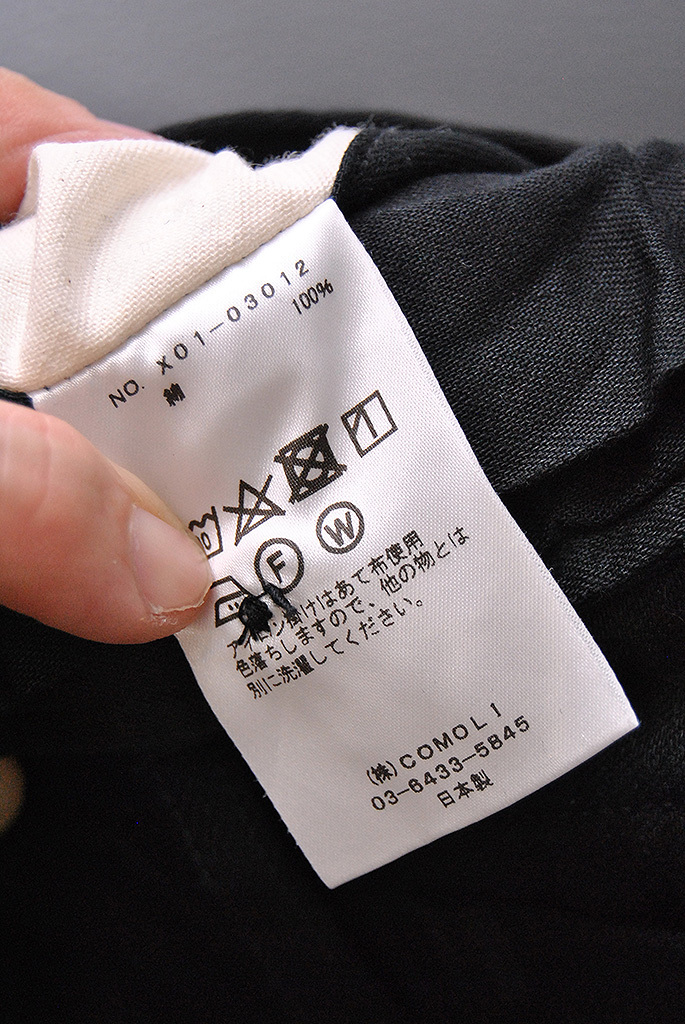 NO. X01-03012
綿 100%
F W
アイロン掛けはあて布使用
色落ちしますので、他の物とは
別に洗濯してください。
(株)COMOLI
03-6433-5845
日本製